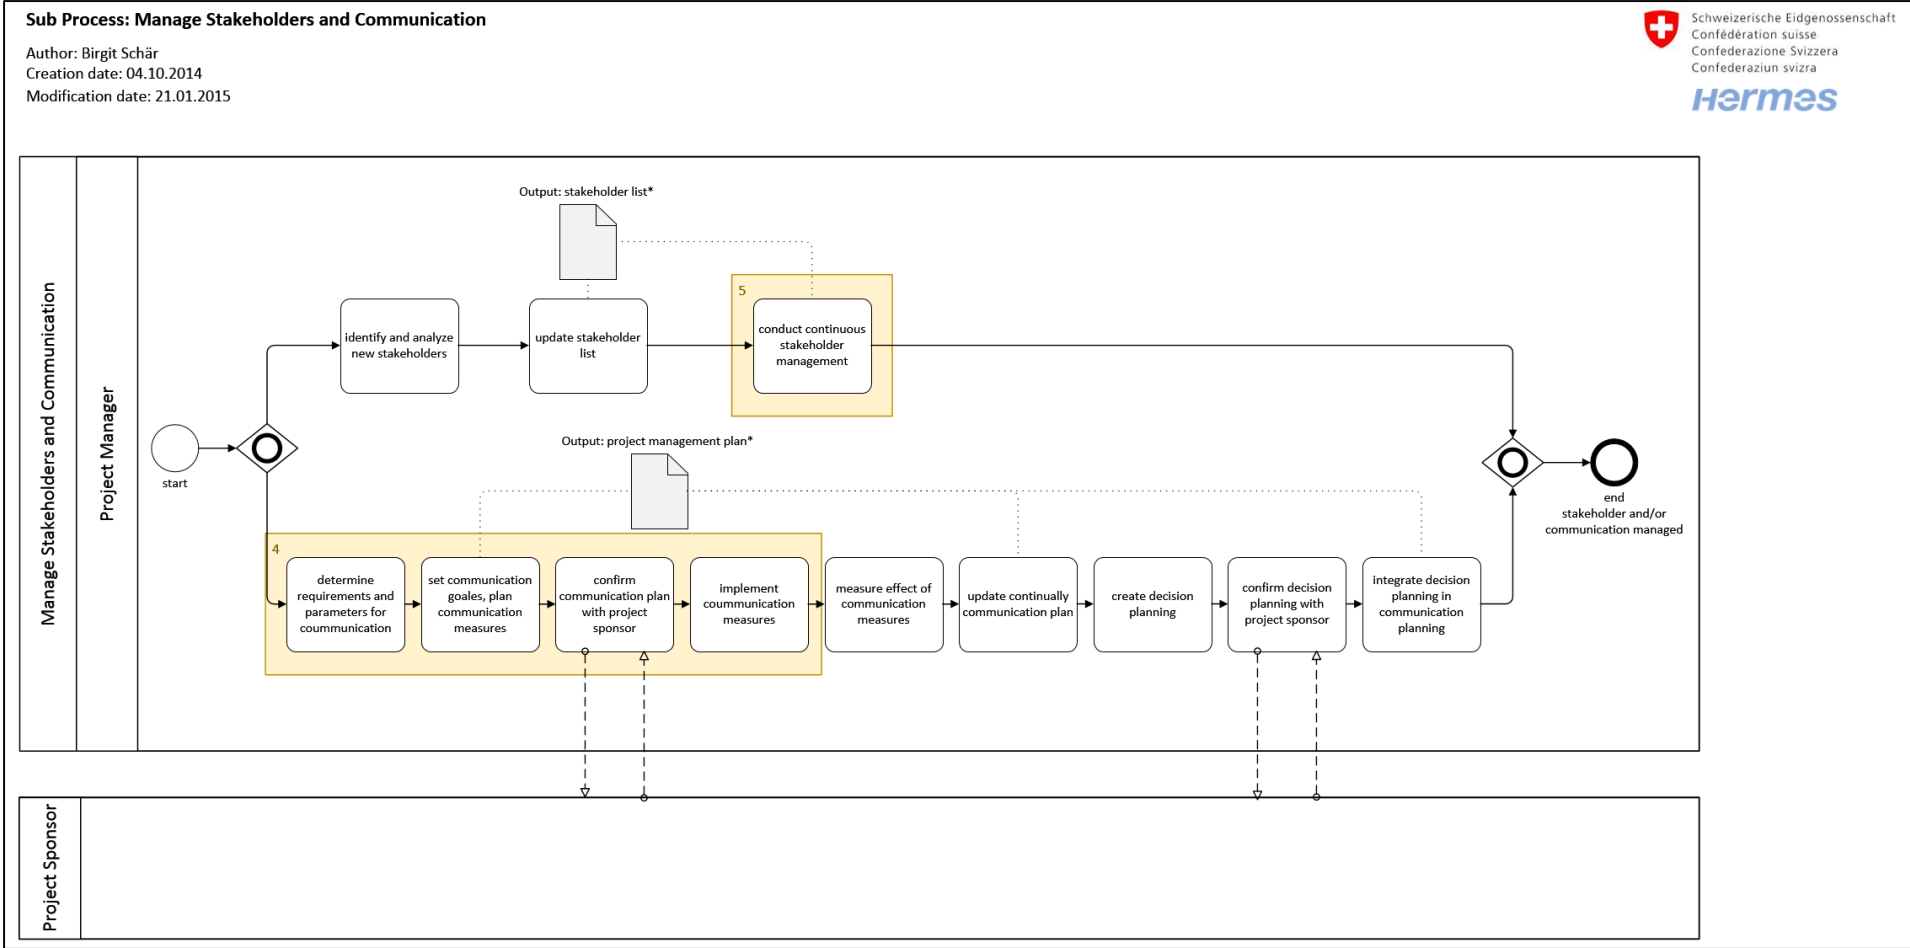 Sub Process: Manage Stakeholders and Communication
Author: Birgit Schär
Creation date: 04.10.2014
Modification date: 21.01.2015
Schweizerische Eidgenossenschaft
Confédération suisse
Confederazione Svizzera
Confederaziun svizra
Hermes
Manage Stakeholders and Communication
Project Manager
Output: stakeholder list*
5
identify and analyze
new stakeholders
update stakeholder
list
conduct continuous
stakeholder
management
start
Output: project management plan*
end
stakeholder and/or
communication managed
4
determine
requirements and
parameters for
coummunication
set communication
goals, plan
communication
measures
confirm
communication plan
with project
sponsor
implement
coummunication
measures
measure effect of
communication
measures
update continually
communication plan
create decision
planning
confirm decision
planning with
project sponsor
integrate decision
planning in
communication
planning
Project Sponsor